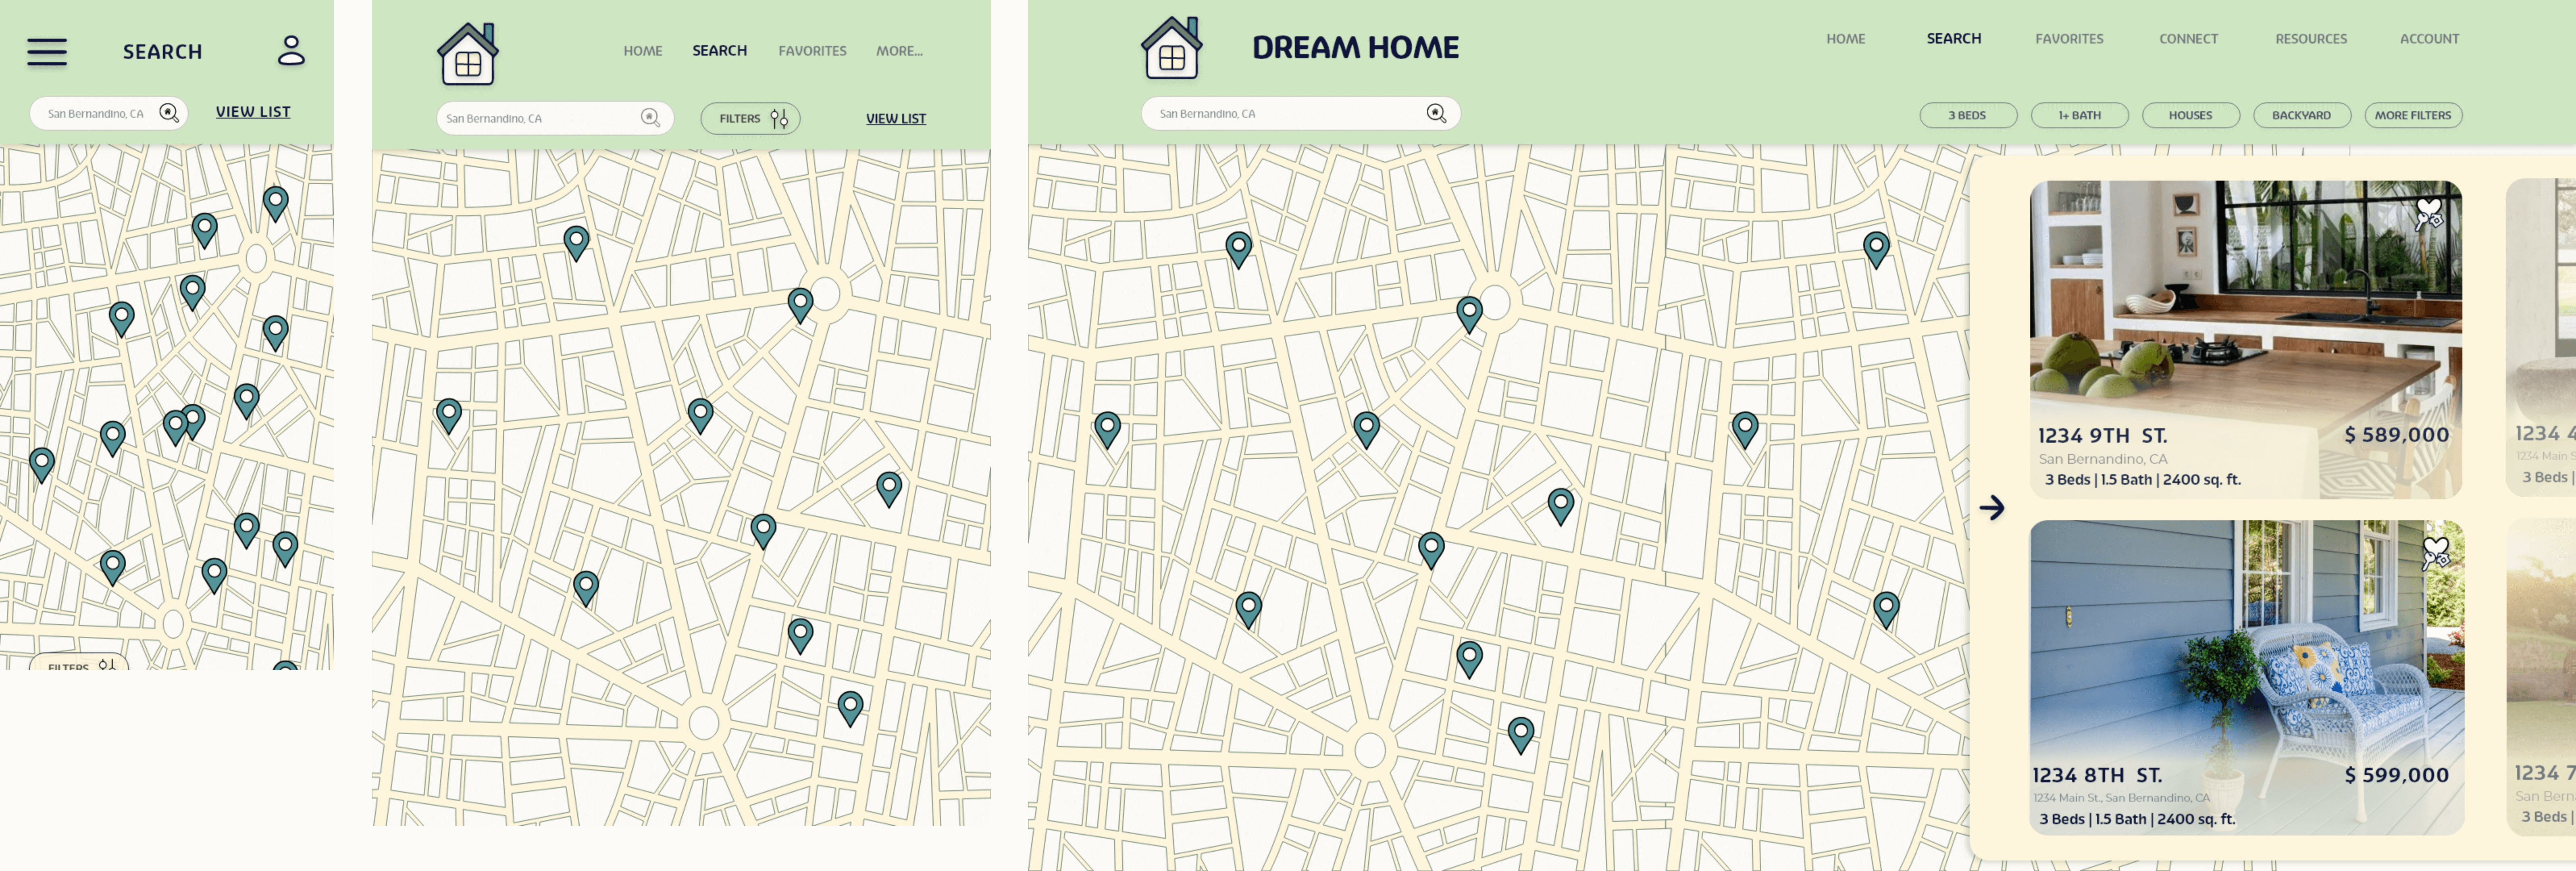 SEARCH
San Bernandino, CA
VIEW LIST
FILTERS
HOME SEARCH FAVORITES MORE...
San Bernandino, CA
FILTERS
VIEW LIST
DREAM HOME
HOME SEARCH FAVORITES CONNECT RESOURCES ACCOUNT
San Bernandino, CA
3 BEDS 1+ BATH HOUSES BACKYARD MORE FILTERS
1234 9TH ST. $ 589,000
San Bernandino, CA
3 Beds | 1.5 Bath | 2400 sq. ft.
1234 4
1234 Main S
3 Beds |
1234 8TH ST. $ 599,000
1234 Main St., San Bernandino, CA
3 Beds | 1.5 Bath | 2400 sq. ft.
1234 7
San Bern
3 Beds |